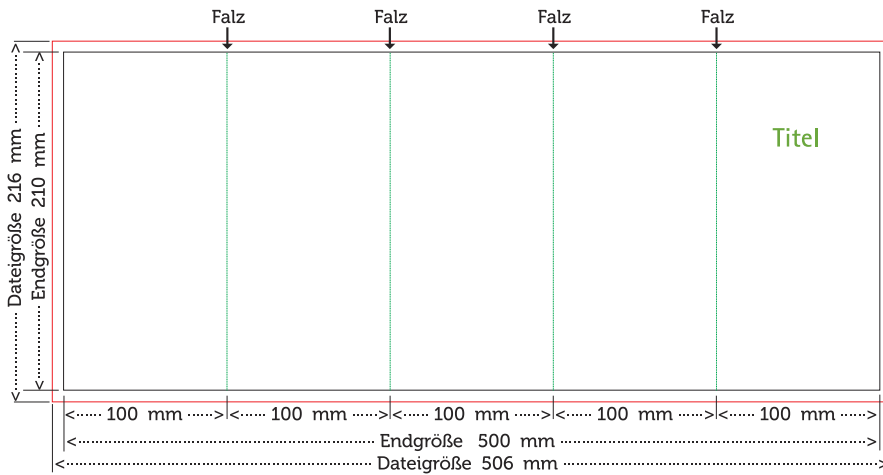 Falz Falz Falz Falz
Titel
Dateigröße 216 mm
Endgröße 210 mm
100 mm 100 mm 100 mm 100 mm 100 mm
Endgröße 500 mm
Dateigröße 506 mm